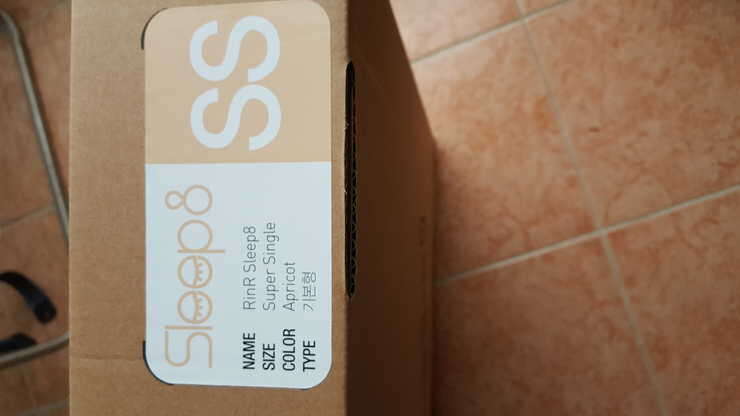 Sleep8
SS
NAME RinR Sleep8
SIZE Super Single
COLOR Apricot
TYPE 기본형